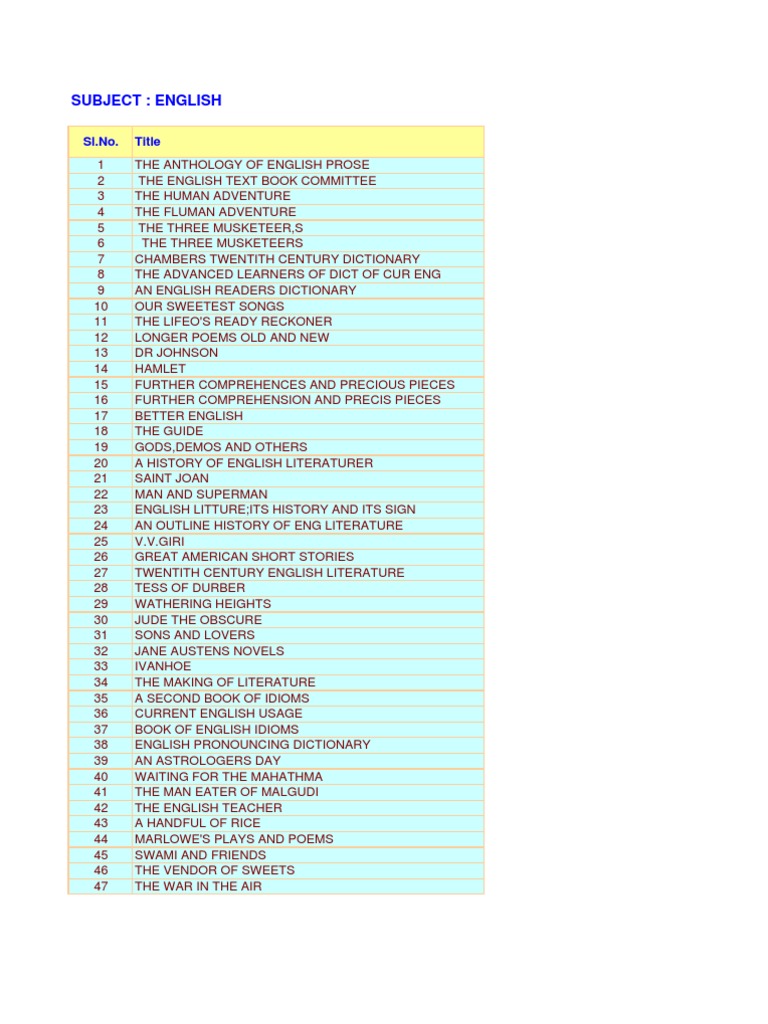 SUBJECT : ENGLISH
Sl.No. Title
1 THE ANTHOLOGY OF ENGLISH PROSE
2 THE ENGLISH TEXT BOOK COMMITTEE
3 THE HUMAN ADVENTURE
4 THE FLUMAN ADVENTURE
5 THE THREE MUSKETEER,S
6 THE THREE MUSKETEERS
7 CHAMBERS TWENTITH CENTURY DICTIONARY
8 THE ADVANCED LEARNERS OF DICT OF CUR ENG
9 AN ENGLISH READERS DICTIONARY
10 OUR SWEETEST SONGS
11 THE LIFEO'S READY RECKONER
12 LONGER POEMS OLD AND NEW
13 DR JOHNSON
14 HAMLET
15 FURTHER COMPREHENCES AND PRECIOUS PIECES
16 FURTHER COMPREHENSION AND PRECIS PIECES
17 BETTER ENGLISH
18 THE GUIDE
19 GODS,DEMOS AND OTHERS
20 A HISTORY OF ENGLISH LITERATURER
21 SAINT JOAN
22 MAN AND SUPERMAN
23 ENGLISH LITTURE;ITS HISTORY AND ITS SIGN
24 AN OUTLINE HISTORY OF ENG LITERATURE
25 V.V.GIRI
26 GREAT AMERICAN SHORT STORIES
27 TWENTITH CENTURY ENGLISH LITERATURE
28 TESS OF DURBER
29 WATHERING HEIGHTS
30 JUDE THE OBSCURE
31 SONS AND LOVERS
32 JANE AUSTENS NOVELS
33 IVANHOE
34 THE MAKING OF LITERATURE
35 A SECOND BOOK OF IDIOMS
36 CURRENT ENGLISH USAGE
37 BOOK OF ENGLISH IDIOMS
38 ENGLISH PRONOUNCING DICTIONARY
39 AN ASTROLOGERS DAY
40 WAITING FOR THE MAHATHMA
41 THE MAN EATER OF MALGUDI
42 THE ENGLISH TEACHER
43 A HANDFUL OF RICE
44 MARLOWE'S PLAYS AND POEMS
45 SWAMI AND FRIENDS
46 THE VENDOR OF SWEETS
47 THE WAR IN THE AIR